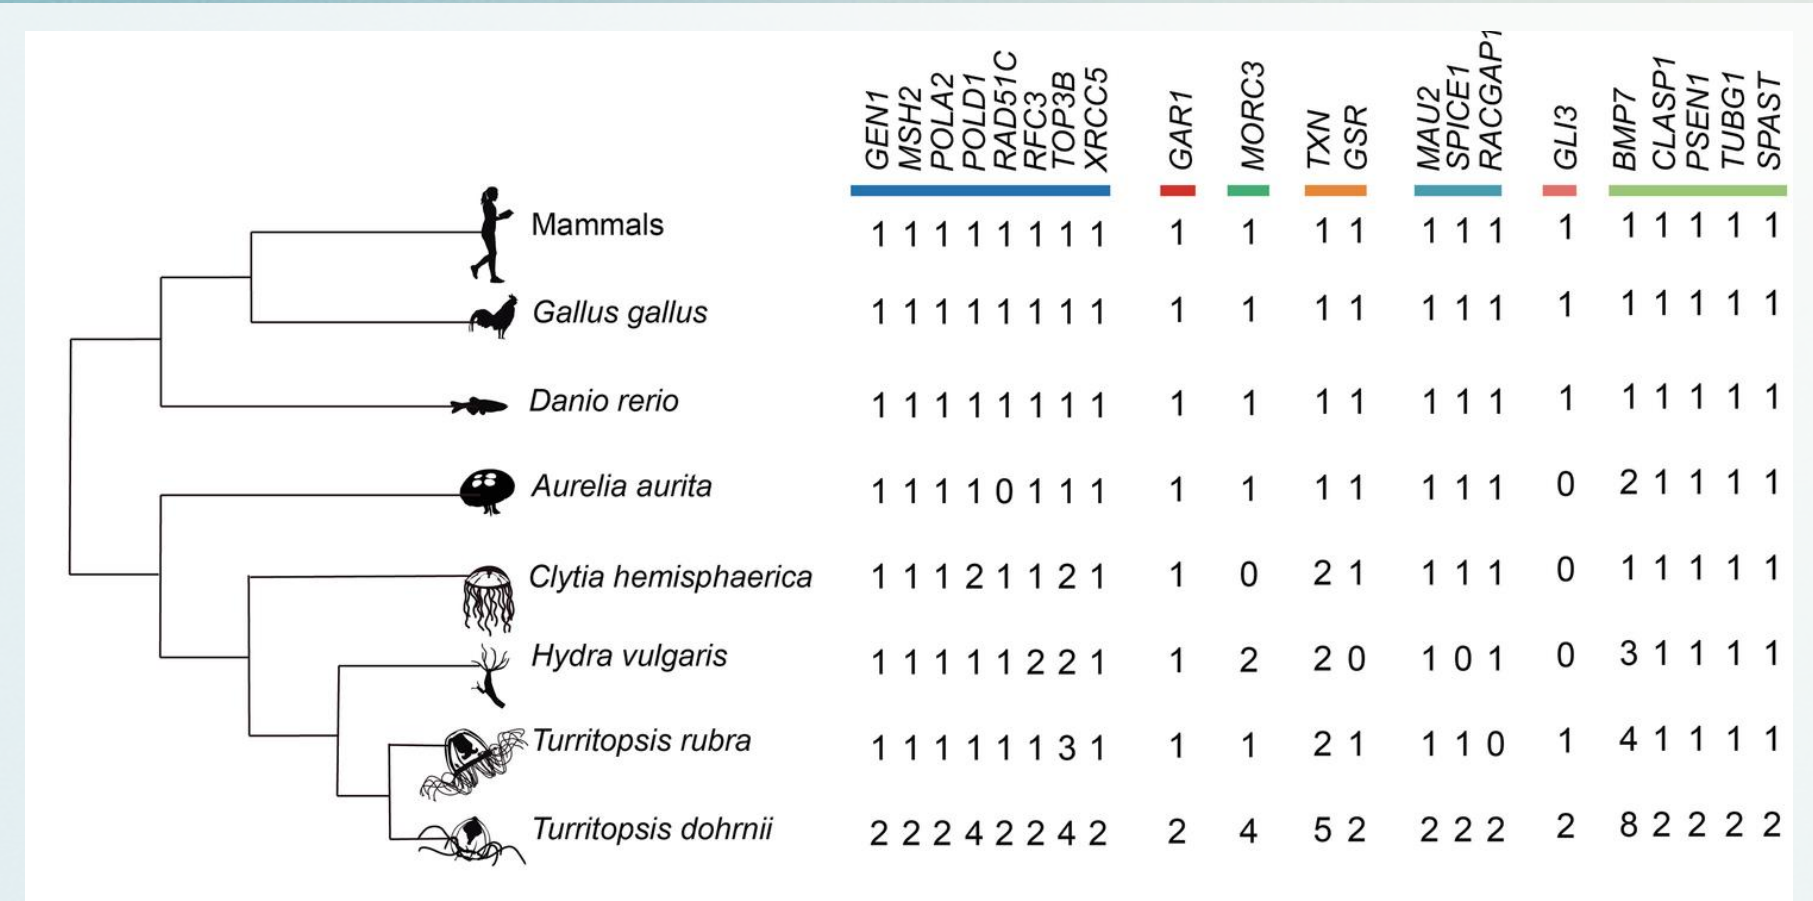 GEN1 MSH2 POLA2 POLD1 RAD51C RFC3 TOP3B XRCC5 GAR1 MORC3 TXN GSR MAU2 SPICE1 RACGAP1 GLI3 BMP7 CLASP1 PSEN1 TUBG1 SPAST
Mammals 1 1 1 1 1 1 1 1 1 1 1 1 1 1 1 1 1 1 1 1 1
Gallus gallus 1 1 1 1 1 1 1 1 1 1 1 1 1 1 1 1 1 1 1 1 1
Danio rerio 1 1 1 1 1 1 1 1 1 1 1 1 1 1 1 1 1 1 1 1 1
Aurelia aurita 1 1 1 1 0 1 1 1 1 1 1 1 1 1 1 0 2 1 1 1 1
Clytia hemisphaerica 1 1 1 2 1 1 2 1 1 0 2 1 1 1 1 0 1 1 1 1 1
Hydra vulgaris 1 1 1 1 1 2 2 1 1 2 2 0 1 0 1 0 3 1 1 1 1
Turritopsis rubra 1 1 1 1 1 1 3 1 1 1 2 1 1 1 0 1 4 1 1 1 1
Turritopsis dohrnii 2 2 2 4 2 2 4 2 2 4 5 2 2 2 2 2 8 2 2 2 2